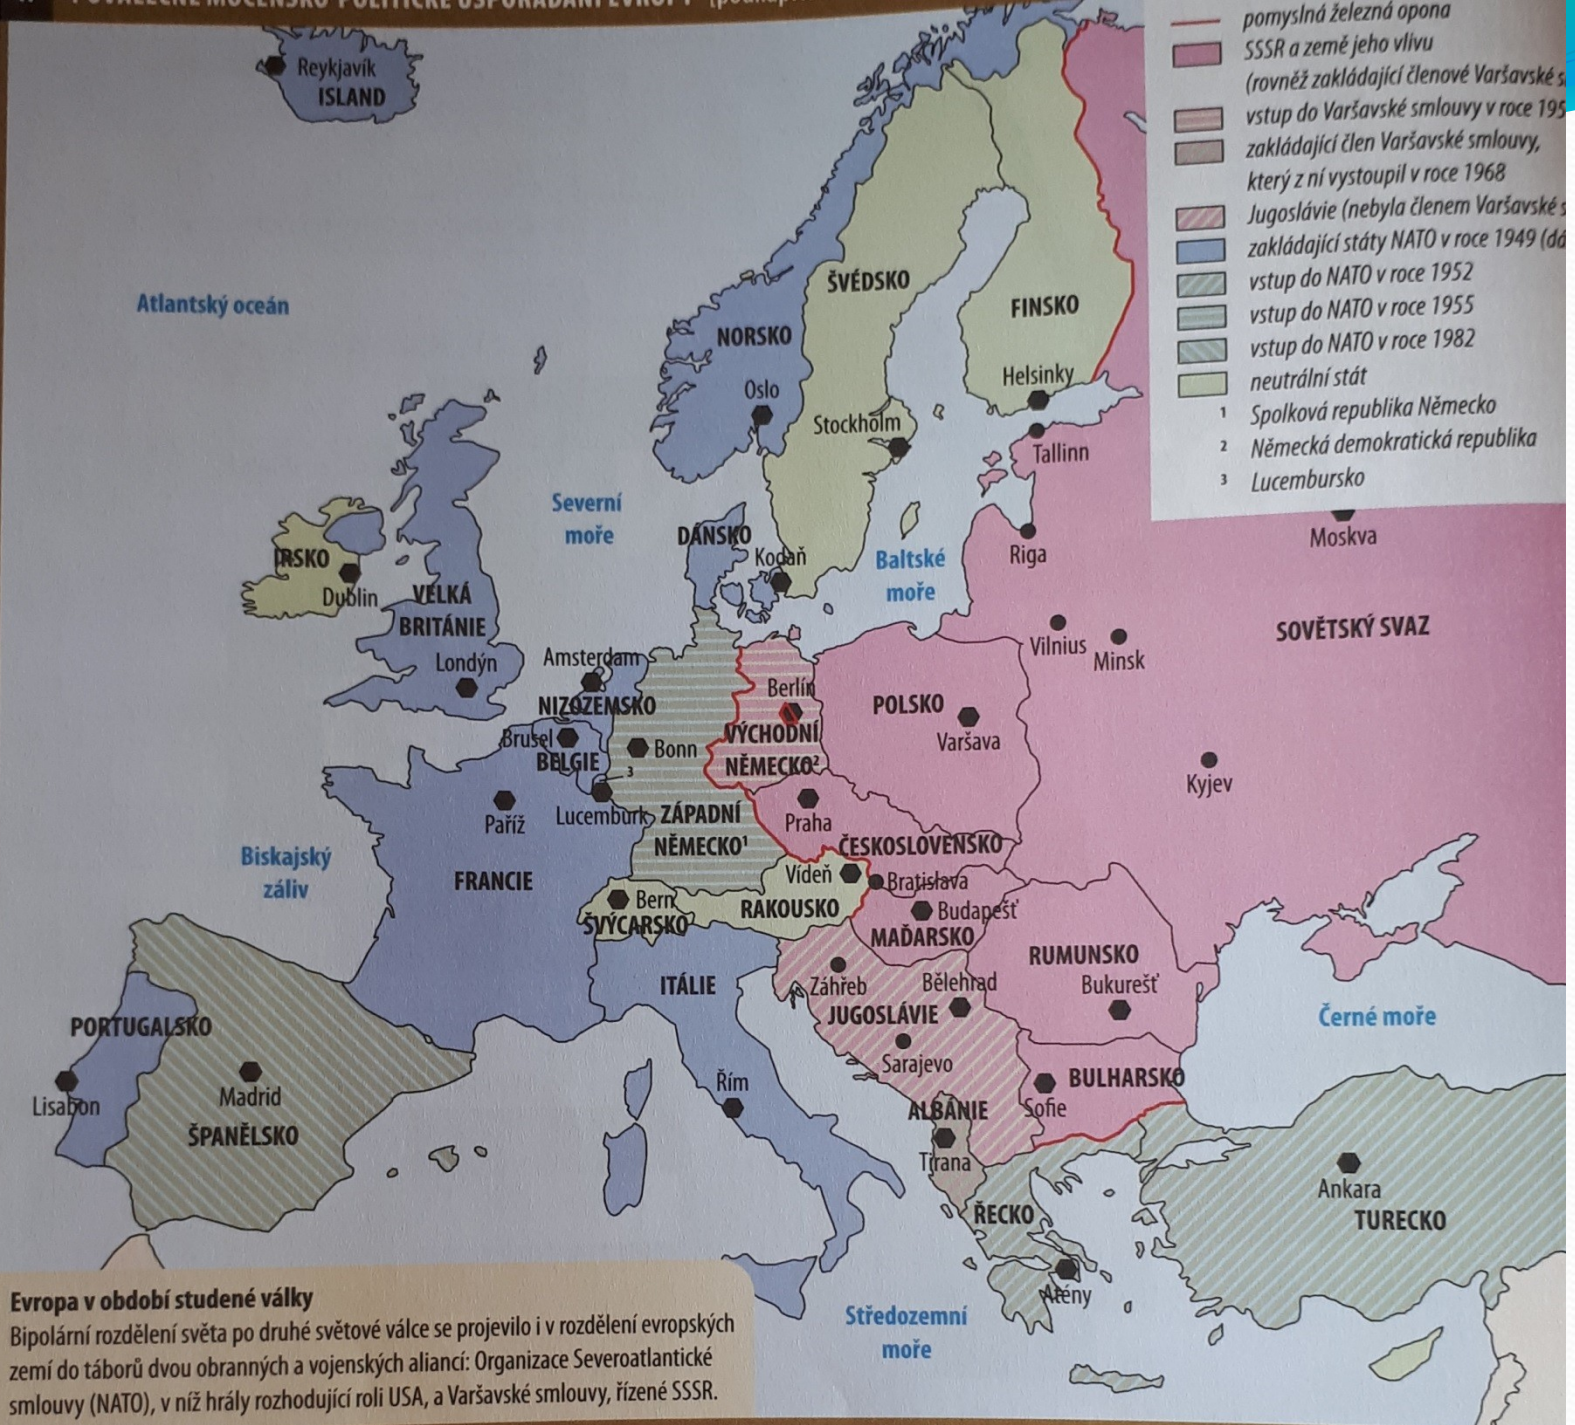 POVÁLEČNÉ MOCENSKO-POLITICKÉ USPOŘÁDÁNÍ EVROPY
pomyslná železná opona
SSSR a země jeho vlivu
(rovněž zakládající členové Varšavské
vstup do Varšavské smlouvy v roce
zakládající člen Varšavské smlouvy,
který z ní vystoupil v roce 1968
Jugoslávie (nebyla členem Varšavské
zakládající státy NATO v roce 1949
vstup do NATO v roce 1952
vstup do NATO v roce 1955
vstup do NATO v roce 1982
neutrální stát
1 Spolková republika Německo
2 Německá demokratická republika
3 Lucembursko
Reykjavík
ISLAND
Atlantský oceán
ŠVÉDSKO
FINSKO
NORSKO
Helsinky
Oslo
Stockholm
Tallinn
Severní
moře
DÁNSKO
Kodaň
Baltské
moře
Riga
Moskva
IRSKO
Dublin
VELKÁ
BRITÁNIE
Londýn
Vilnius
Minsk
SOVĚTSKÝ SVAZ
Amsterdam
NIZOZEMSKO
Berlín
POLSKO
Varšava
Brusel
BELGIE
Bonn
VÝCHODNÍ
NĚMECKO²
3
Kyjev
Paříž
Lucemburk
ZÁPADNÍ
NĚMECKO¹
Praha
ČESKOSLOVENSKO
Biskajský
záliv
FRANCIE
Vídeň
Bratislava
Bern
ŠVÝCARSKO
RAKOUSKO
Budapešť
MAĎARSKO
RUMUNSKO
Bukurešť
ITÁLIE
Záhřeb
Bělehrad
JUGOSLÁVIE
Sarajevo
Černé moře
PORTUGALSKO
Lisabon
Madrid
ŠPANĚLSKO
Řím
BULHARSKO
Sofie
ALBÁNIE
Tirana
ŘECKO
Atény
Ankara
TURECKO
Středozemní
moře
Evropa v období studené války
Bipolární rozdělení světa po druhé světové válce se projevilo i v rozdělení evropských
zemí do táborů dvou obranných a vojenských aliancí: Organizace Severoatlantické
smlouvy (NATO), v níž hrály rozhodující roli USA, a Varšavské smlouvy, řízené SSSR.